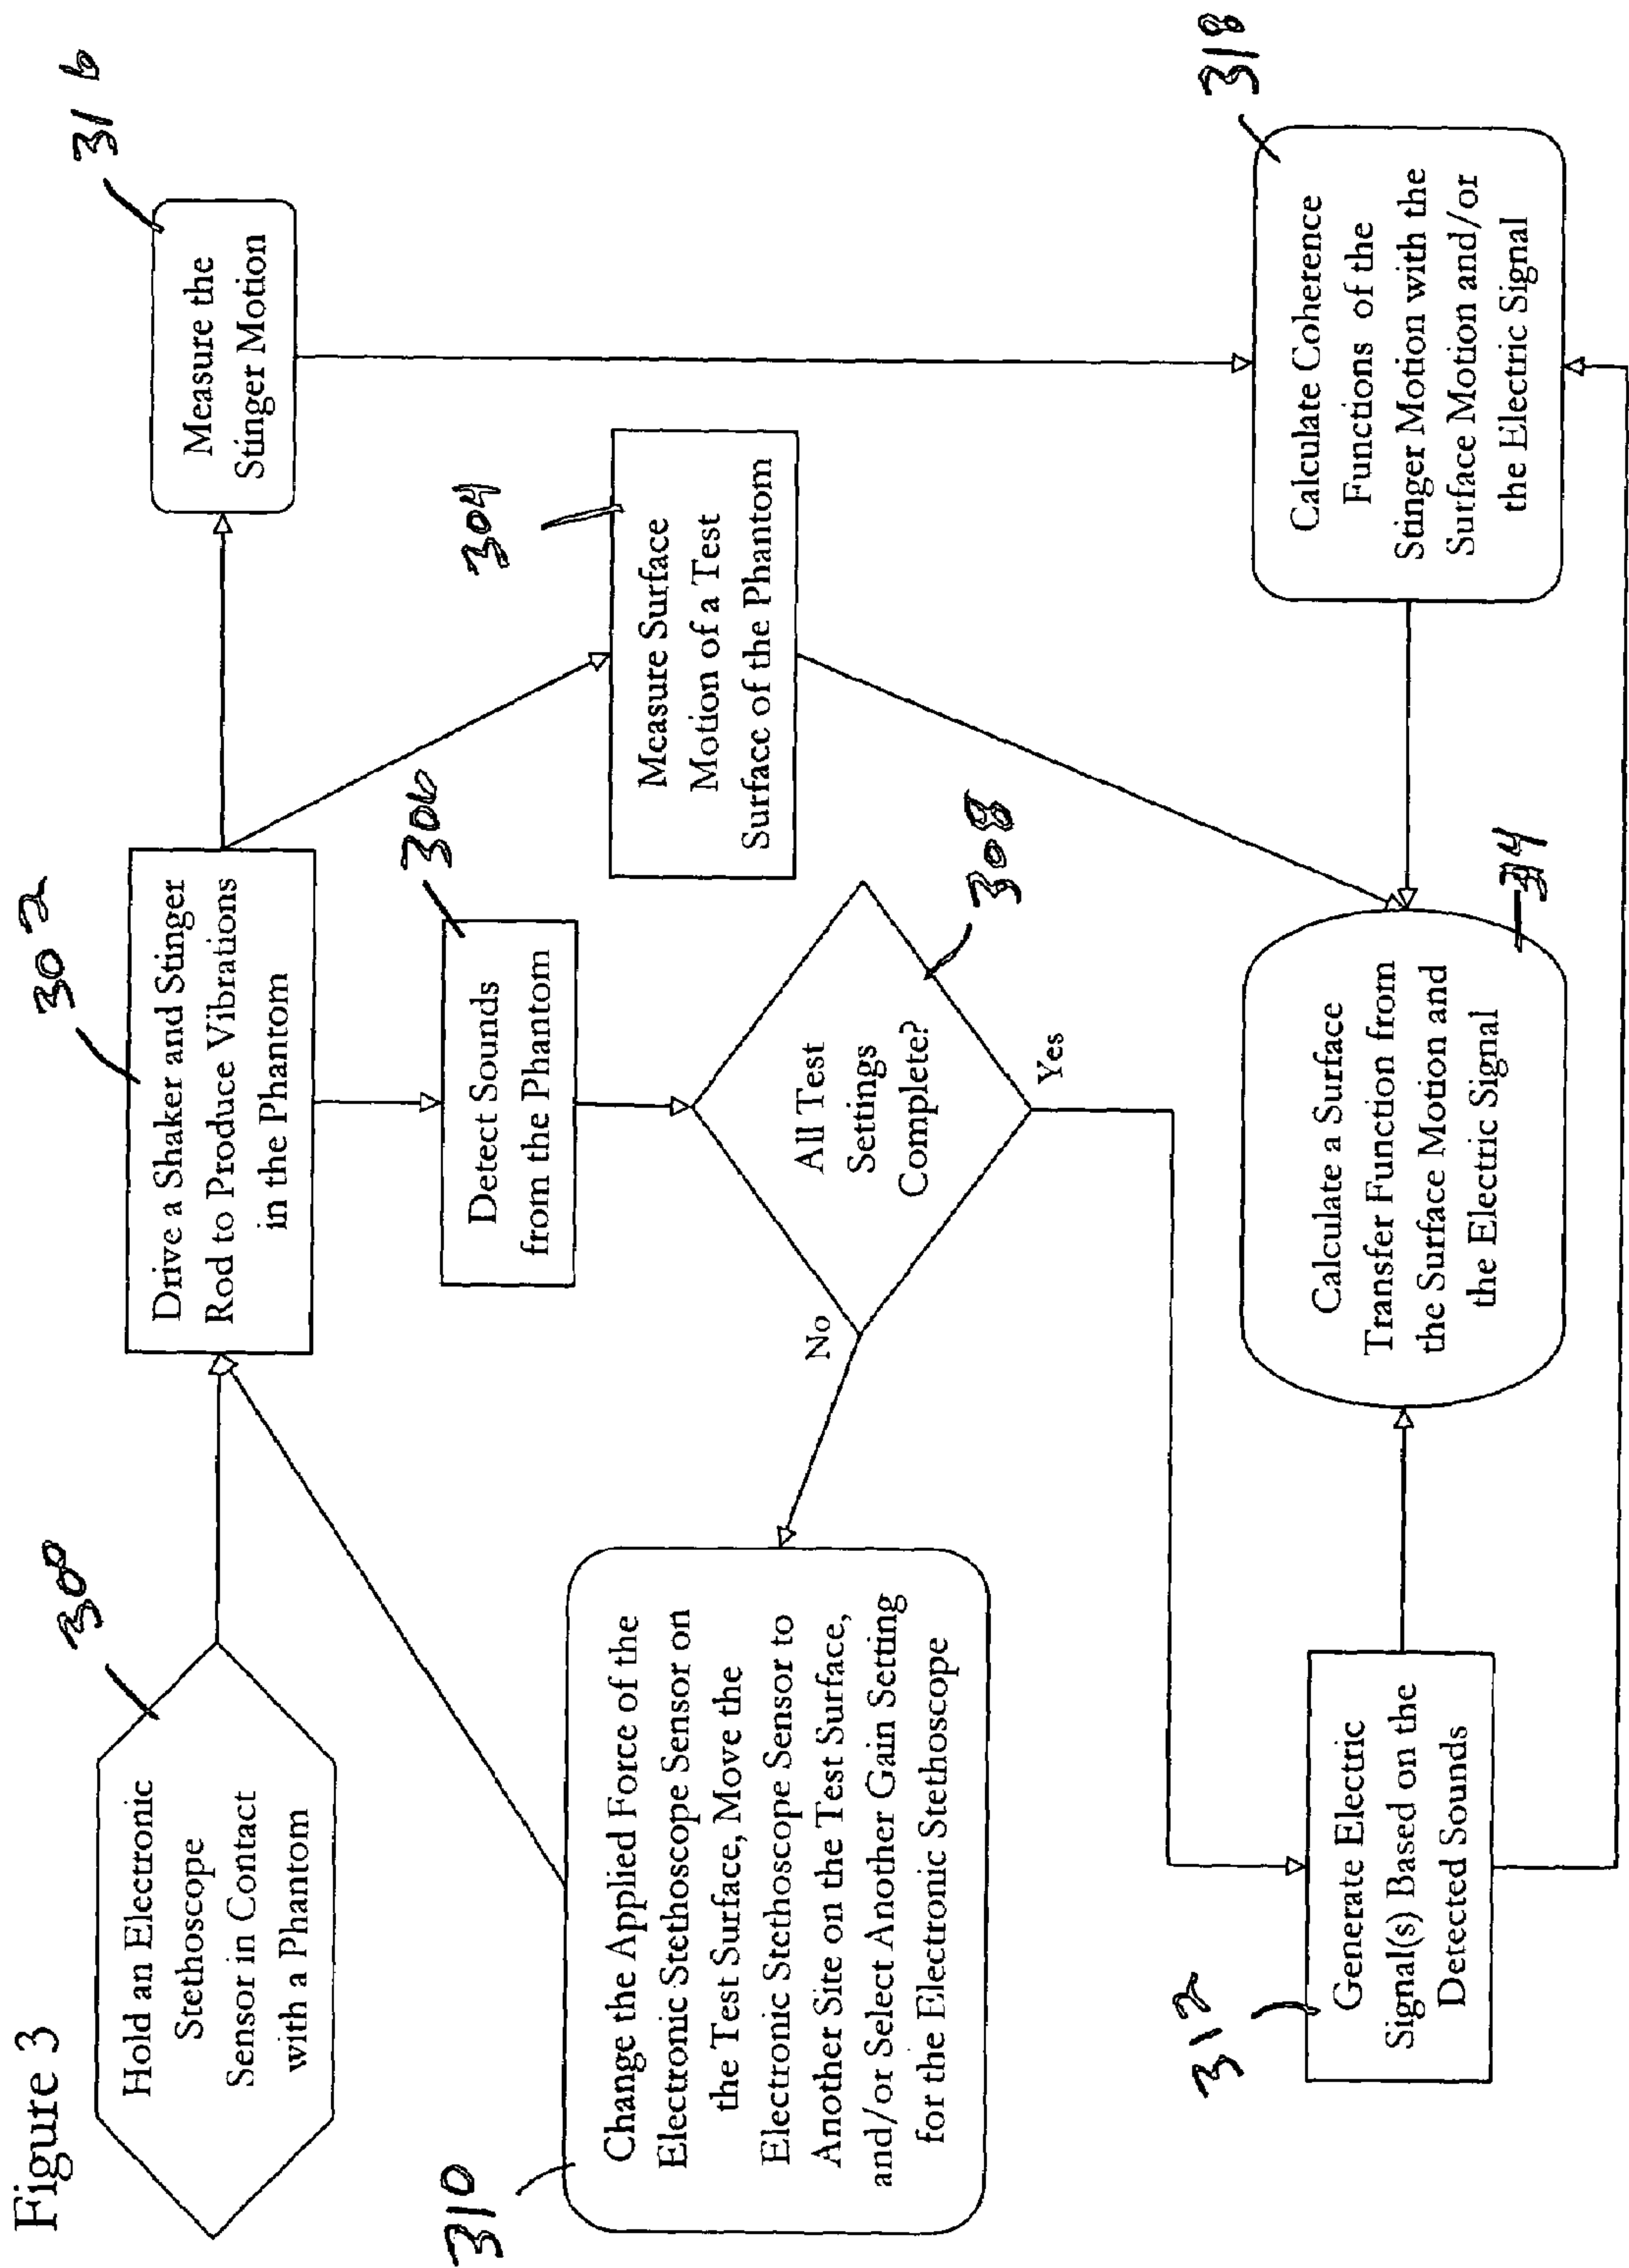 Figure 3
300
Hold an Electronic
Stethoscope
Sensor in Contact
with a Phantom
302
Drive a Shaker and Stinger
Rod to Produce Vibrations
in the Phantom
316
Measure the
Stinger Motion
306
Detect Sounds
from the Phantom
304
Measure Surface
Motion of a Test
Surface of the Phantom
308
All Test
Settings
Complete?
No
Yes
310
Change the Applied Force of the
Electronic Stethoscope Sensor on
the Test Surface, Move the
Electronic Stethoscope Sensor to
Another Site on the Test Surface,
and/or Select Another Gain Setting
for the Electronic Stethoscope
312
Generate Electric
Signal(s) Based on the
Detected Sounds
314
Calculate a Surface
Transfer Function from
the Surface Motion and
the Electric Signal
318
Calculate Coherence
Functions of the
Stinger Motion with the
Surface Motion and/or
the Electric Signal